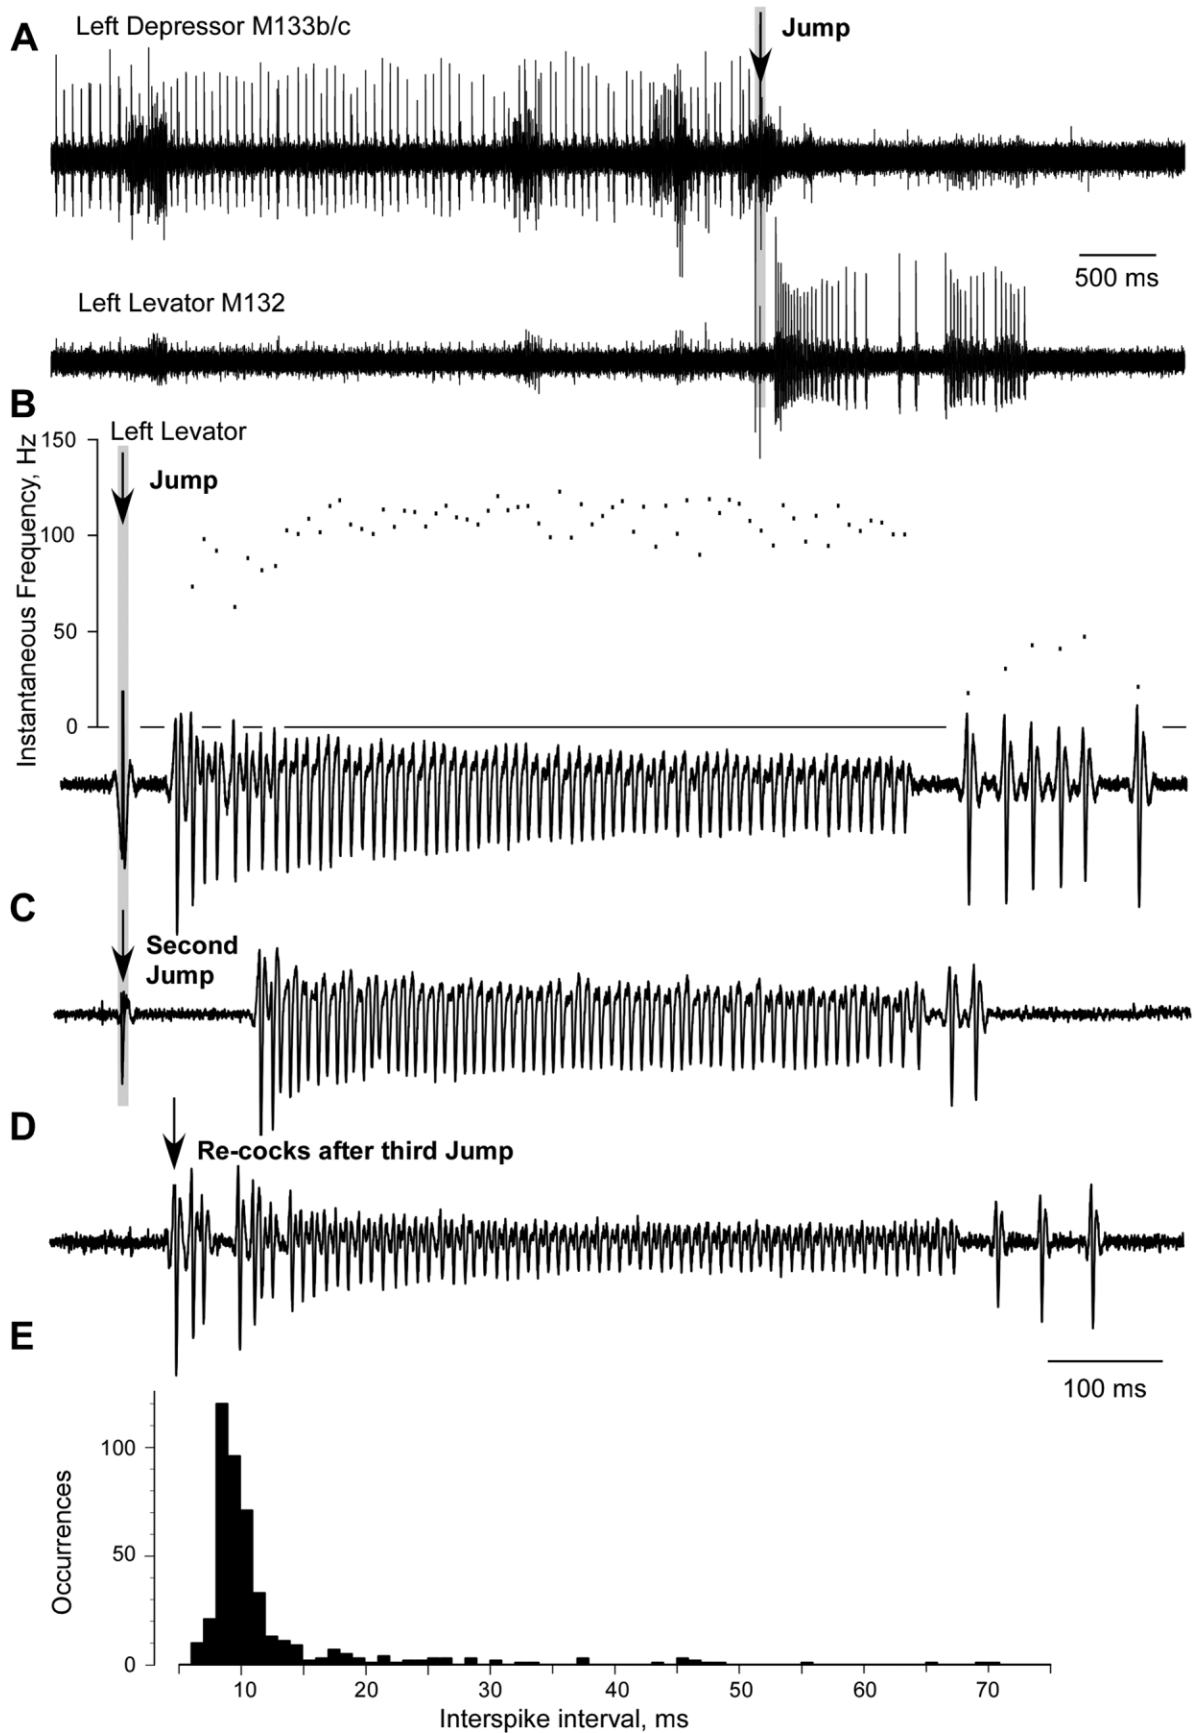 A
Left Depressor M133b/c
Jump
500 ms
Left Levator M132
B
Left Levator
Jump
Instantaneous Frequency, Hz
150
100
50
0
C
Second
Jump
D
Re-cocks after third Jump
100 ms
E
Occurrences
100
50
0
10 20 30 40 50 60 70
Interspike interval, ms